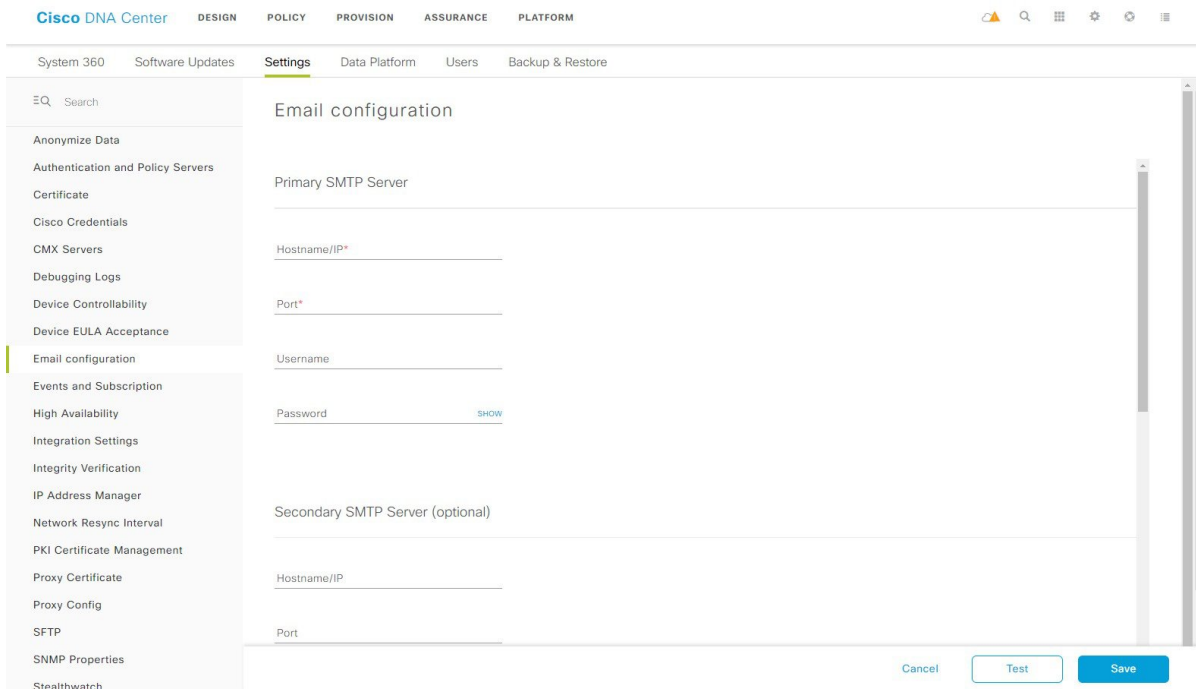 Cisco DNA Center DESIGN POLICY PROVISION ASSURANCE PLATFORM
System 360 Software Updates Settings Data Platform Users Backup & Restore
Search
Anonymize Data
Authentication and Policy Servers
Certificate
Cisco Credentials
CMX Servers
Debugging Logs
Device Controllability
Device EULA Acceptance
Email configuration
Events and Subscription
High Availability
Integration Settings
Integrity Verification
IP Address Manager
Network Resync Interval
PKI Certificate Management
Proxy Certificate
Proxy Config
SFTP
SNMP Properties
Stealthwatch
Email configuration
Primary SMTP Server
Hostname/IP*
Port*
Username
Password SHOW
Secondary SMTP Server (optional)
Hostname/IP
Port
Cancel Test Save